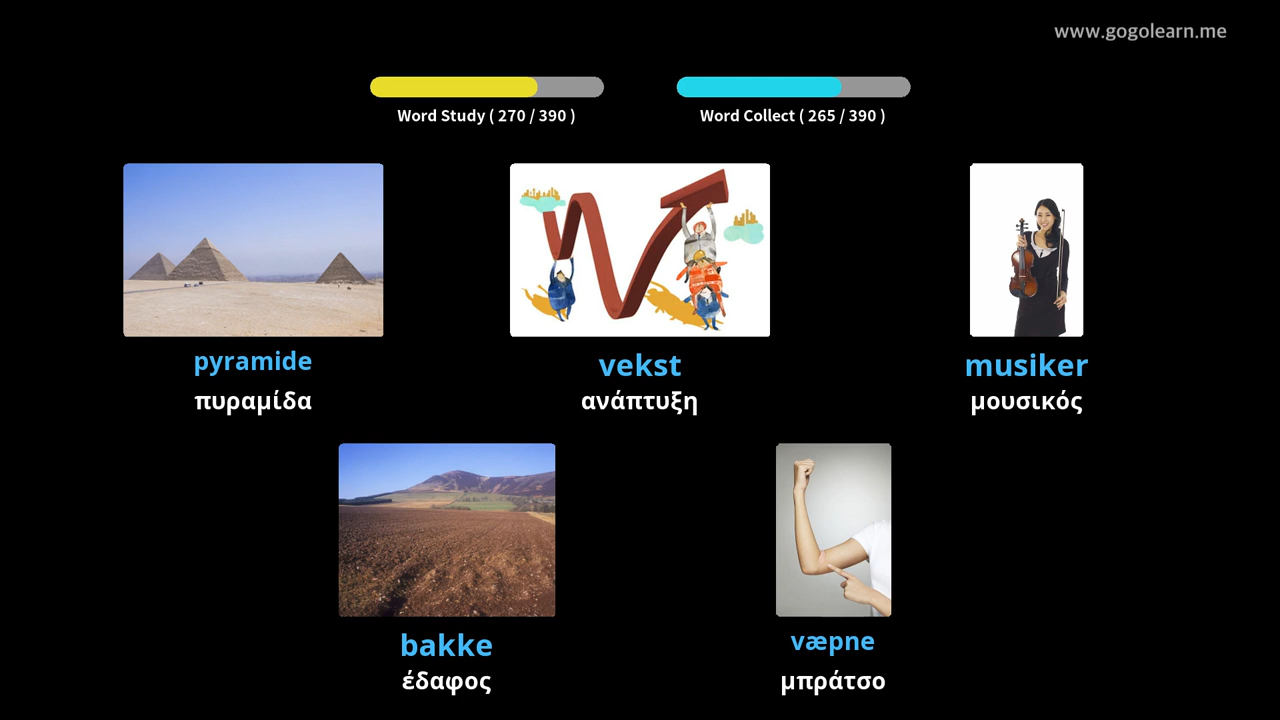 www.gogolearn.me
Word Study ( 270 / 390 )
Word Collect ( 265 / 390 )
pyramide
πυραμίδα
vekst
ανάπτυξη
musiker
μουσικός
bakke
έδαφος
væpne
μπράτσο